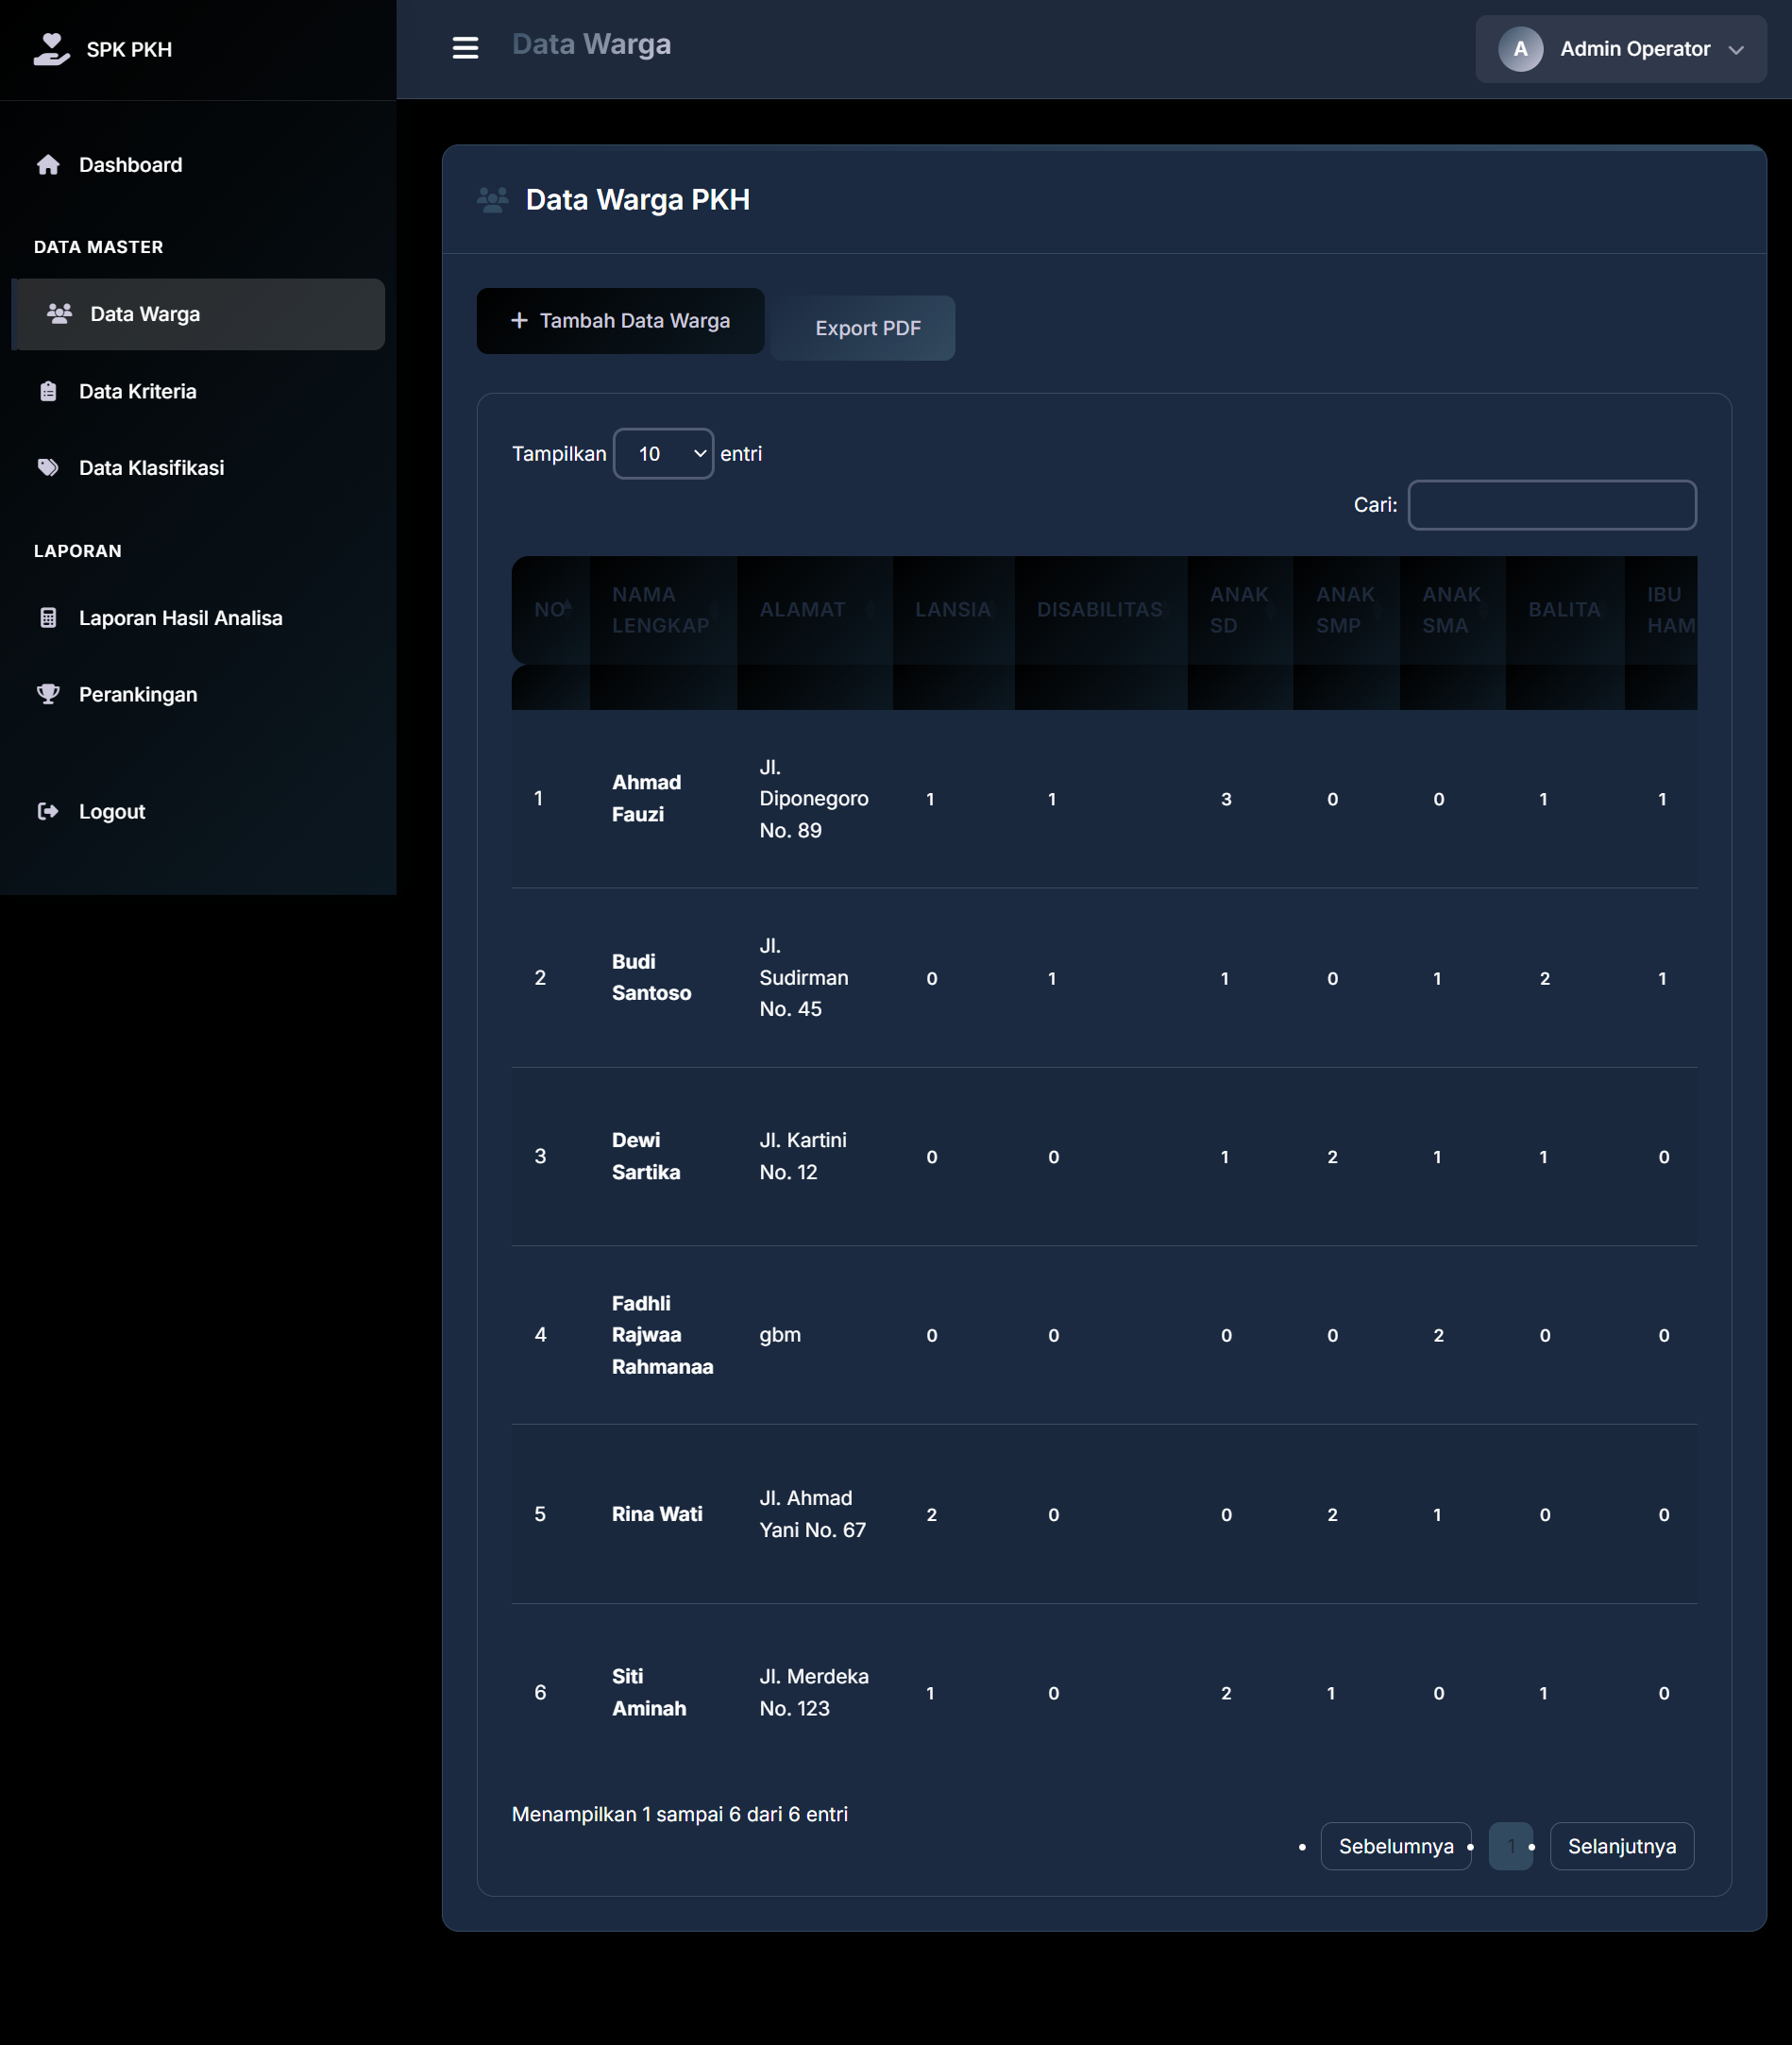 SPK PKH
Data Warga
A
Admin Operator
Dashboard
DATA MASTER
Data Warga
Data Kriteria
Data Klasifikasi
LAPORAN
Laporan Hasil Analisa
Perankingan
Logout
Data Warga PKH
+ Tambah Data Warga
Export PDF
Tampilkan 10 entri
Cari:
NO NAMA LENGKAP ALAMAT LANSIA DISABILITAS ANAK SD ANAK SMP ANAK SMA BALITA IBU HAM
1 Ahmad Fauzi Jl. Diponegoro No. 89 1 1 3 0 0 1 1
2 Budi Santoso Jl. Sudirman No. 45 0 1 1 0 1 2 1
3 Dewi Sartika Jl. Kartini No. 12 0 0 1 2 1 1 0
4 Fadhli Rajwaa Rahmanaa gbm 0 0 0 0 2 0 0
5 Rina Wati Jl. Ahmad Yani No. 67 2 0 0 2 1 0 0
6 Siti Aminah Jl. Merdeka No. 123 1 0 2 1 0 1 0
Menampilkan 1 sampai 6 dari 6 entri
• Sebelumnya • 1 • Selanjutnya